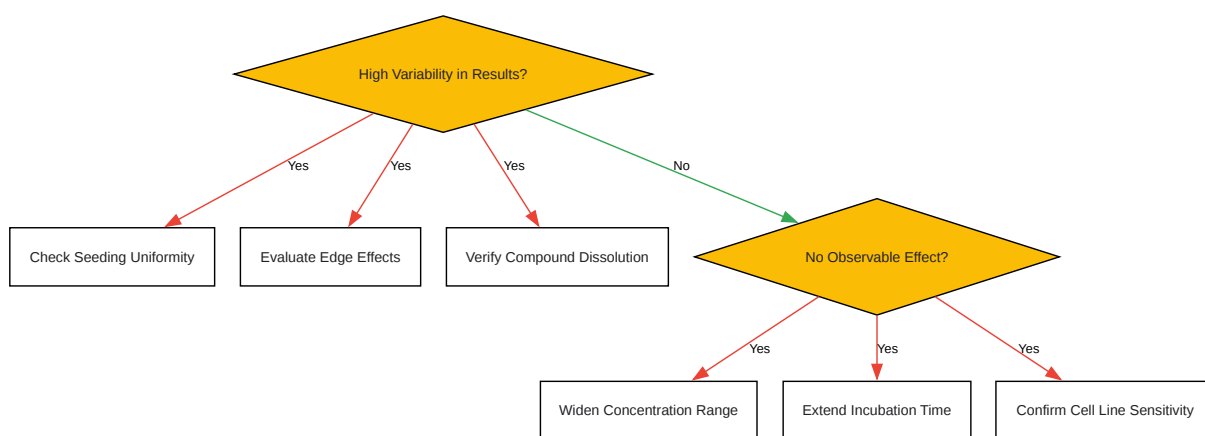 High Variability in Results?
Yes
Yes
Yes
No
Check Seeding Uniformity
Evaluate Edge Effects
Verify Compound Dissolution
No Observable Effect?
Yes
Yes
Yes
Widen Concentration Range
Extend Incubation Time
Confirm Cell Line Sensitivity